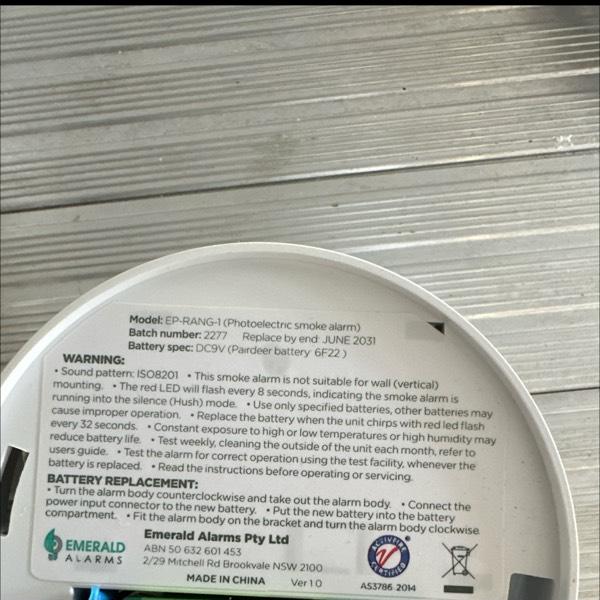 Model: EP-RANG-1 (Photoelectric smoke alarm)
Batch number: 2277 Replace by end: JUNE 2031
Battery spec: DC9V (Pairdeer battery 6F22)
WARNING:
• Sound pattern: ISO8201 • This smoke alarm is not suitable for wall (vertical)
mounting. • The red LED will flash every 8 seconds, indicating the smoke alarm is
running into the silence (Hush) mode. • Use only specified batteries, other batteries may
cause improper operation. • Replace the battery when the unit chirps with red led flash
every 32 seconds. • Constant exposure to high or low temperatures or high humidity may
reduce battery life. • Test weekly, cleaning the outside of the unit each month, refer to
users guide. • Test the alarm for correct operation using the test facility, whenever the
battery is replaced. • Read the instructions before operating or servicing.
BATTERY REPLACEMENT:
• Turn the alarm body counterclockwise and take out the alarm body. • Connect the
power input connector to the new battery. • Put the new battery into the battery
compartment. • Fit the alarm body on the bracket and turn the alarm body clockwise
EMERALD
ALARMS
Emerald Alarms Pty Ltd
ABN 50 632 601 453
2/29 Mitchell Rd Brookvale NSW 2100
MADE IN CHINA Ver 1 0
ACTIVFIRE
CERTIFIED
AS3786 2014